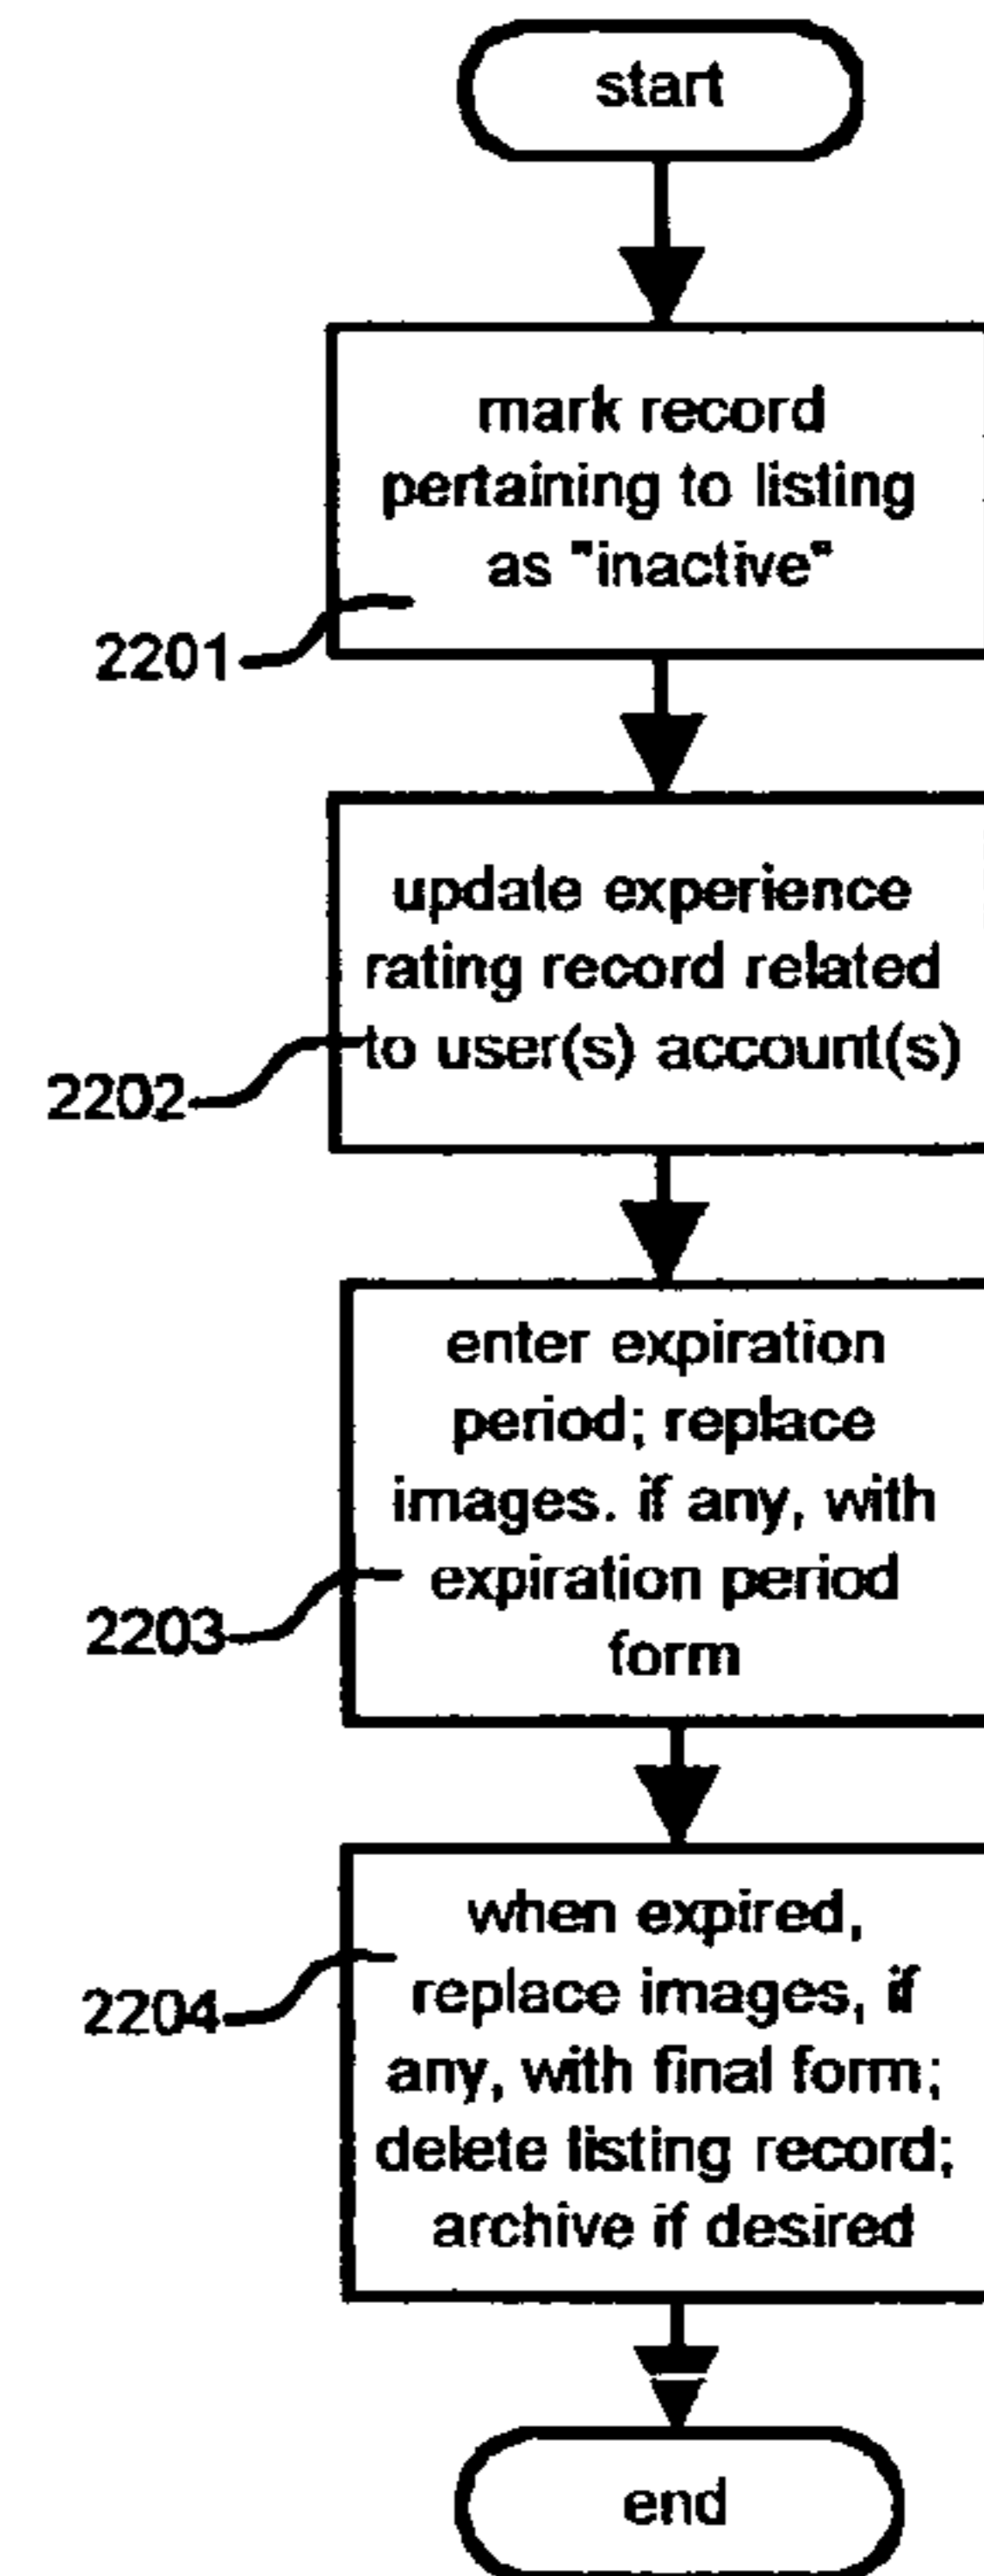 start
mark record
pertaining to listing
as "inactive"
2201
update experience
rating record related
to user(s) account(s)
2202
enter expiration
period; replace
images. if any, with
expiration period
form
2203
when expired,
replace images, if
any, with final form;
delete listing record;
archive if desired
2204
end